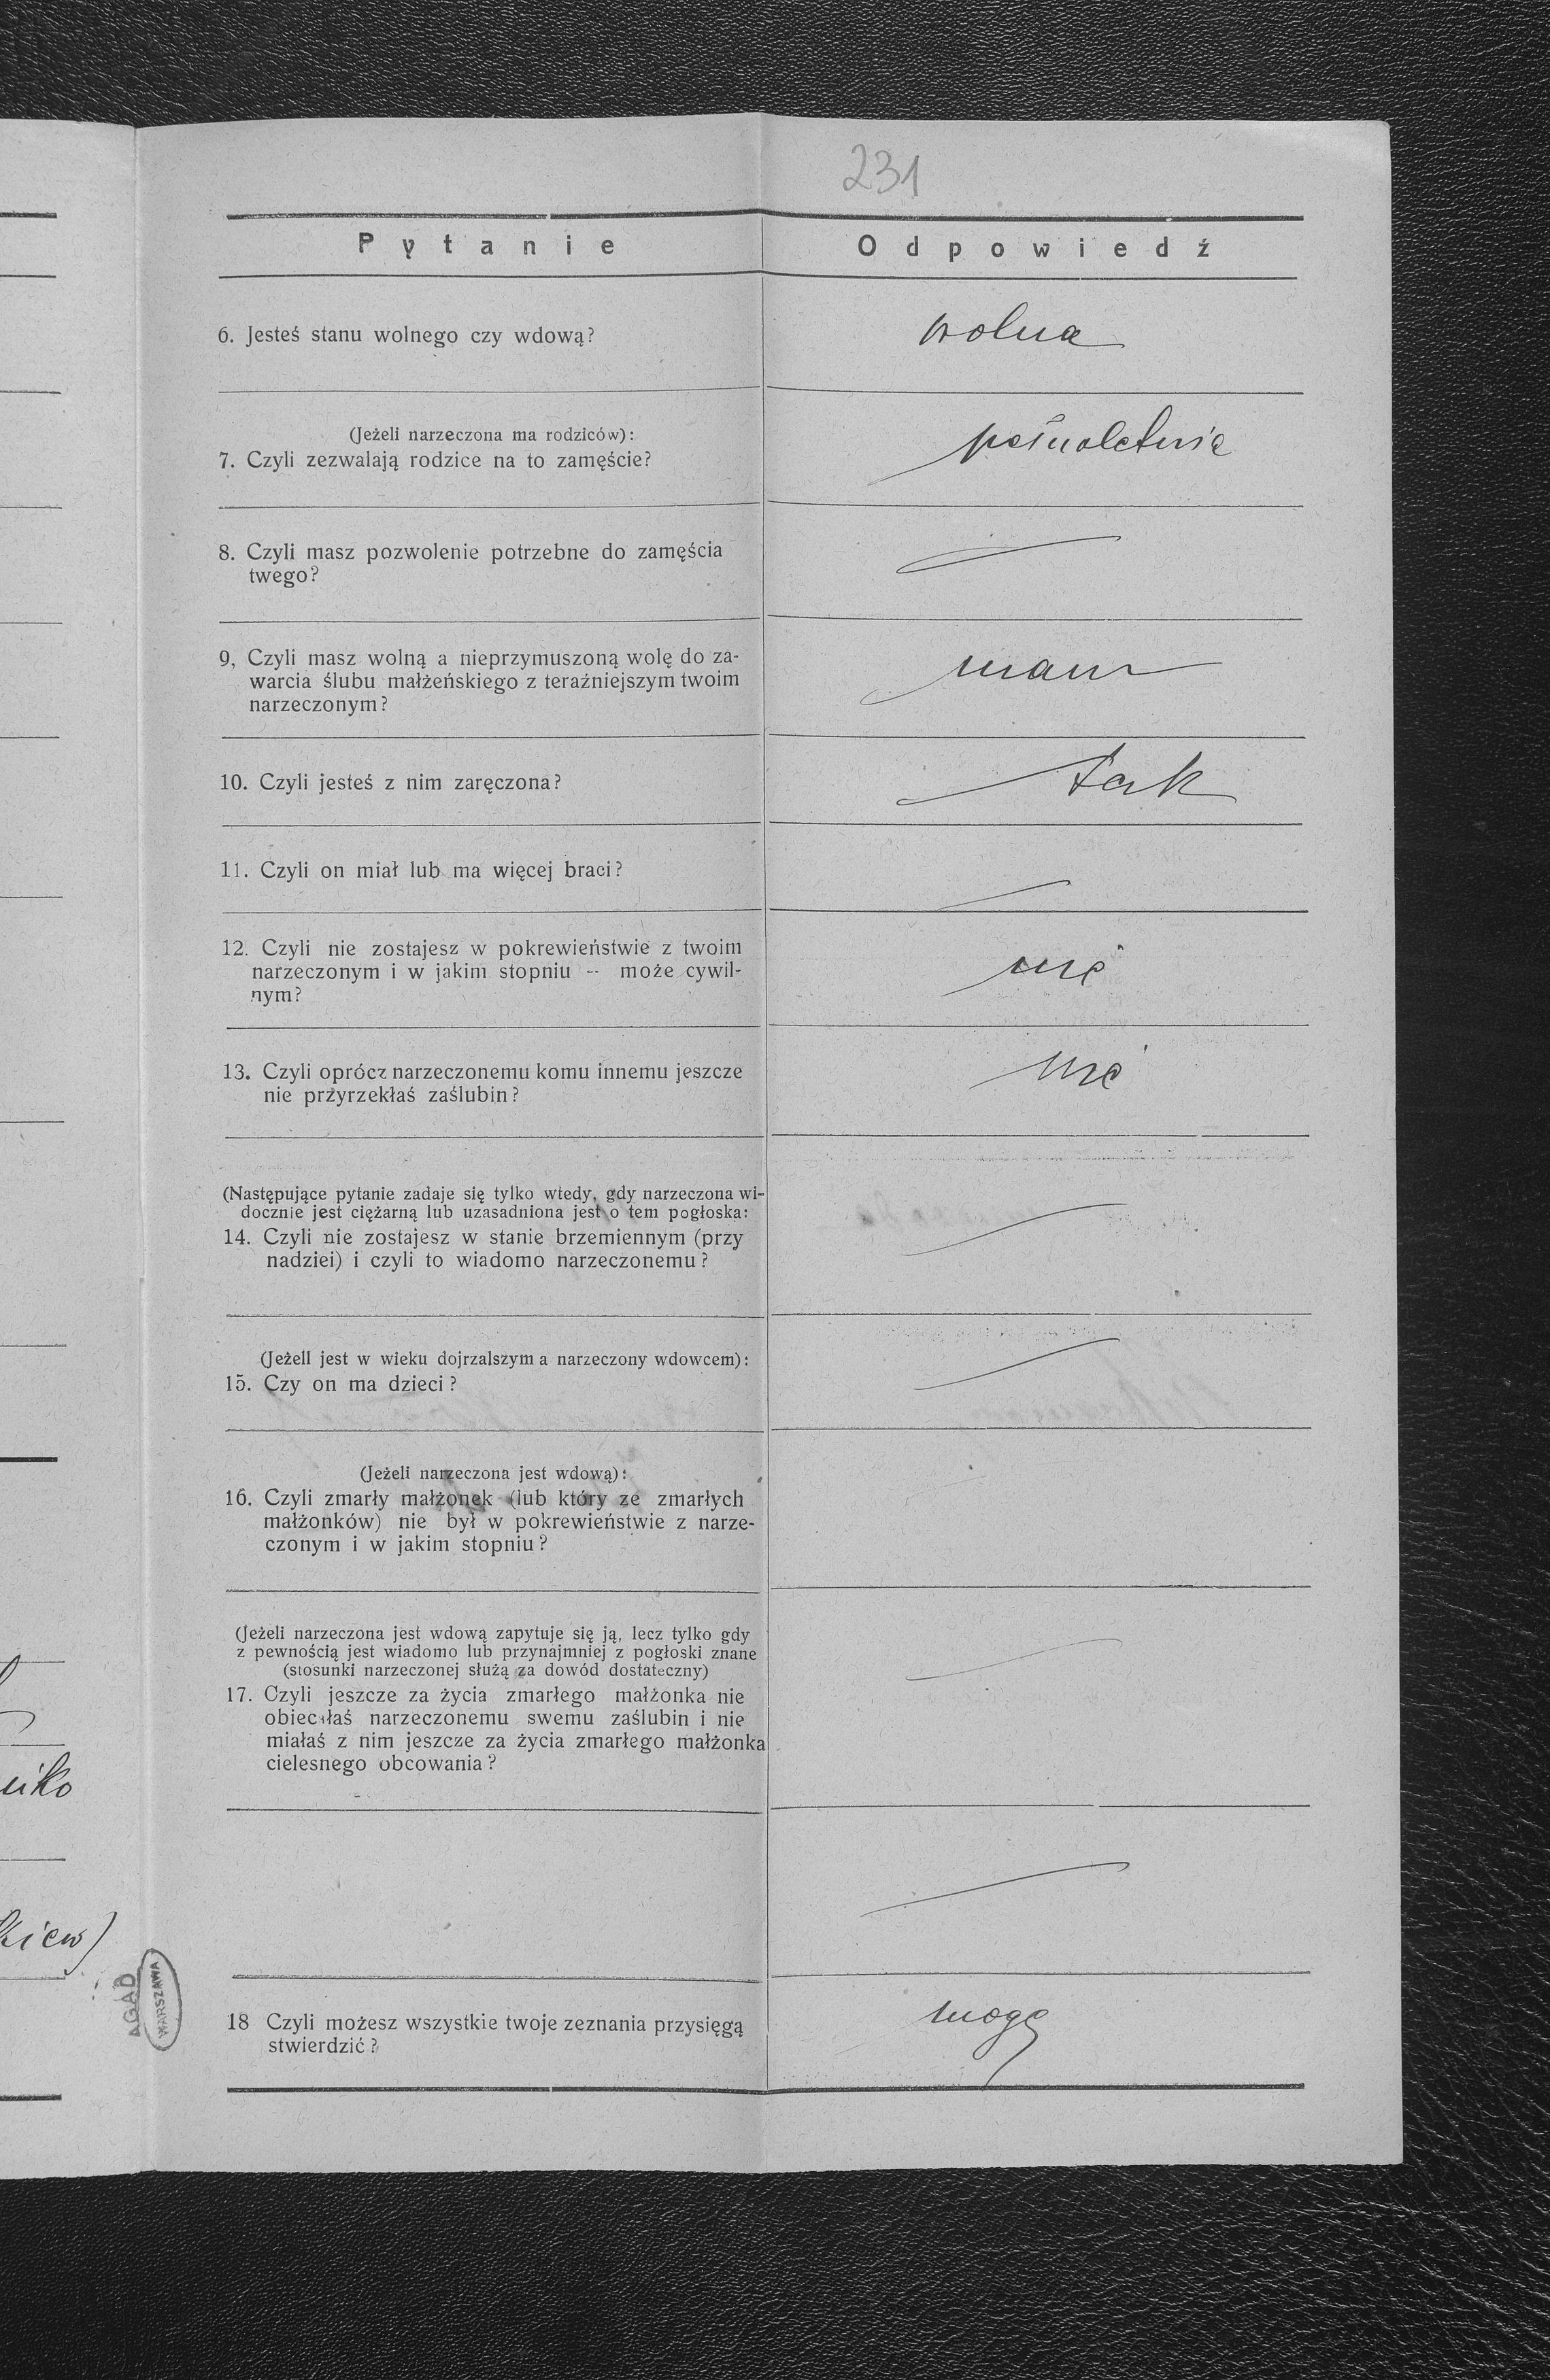 231
Pytanie Odpowiedź
6. Jesteś stanu wolnego czy wdową? wolna
(Jeżeli narzeczona ma rodziców):
7. Czyli zezwalają rodzice na to zamęście? pełnoletnia
8. Czyli masz pozwolenie potrzebne do zamęścia
twego?
9, Czyli masz wolną a nieprzymuszoną wolę do za-
warcia ślubu małżeńskiego z teraźniejszym twoim
narzeczonym? mam
10. Czyli jesteś z nim zaręczona? tak
11. Czyli on miał lub ma więcej braci?
12. Czyli nie zostajesz w pokrewieństwie z twoim
narzeczonym i w jakim stopniu -- może cywil-
nym? nie
13. Czyli oprócz narzeczonemu komu innemu jeszcze
nie przyrzekłaś zaślubin? nie
(Następujące pytanie zadaje się tylko wtedy, gdy narzeczona wi-
docznie jest ciężarną lub uzasadniona jest o tem pogłoska:
14. Czyli nie zostajesz w stanie brzemiennym (przy
nadziei) i czyli to wiadomo narzeczonemu?
(Jeżeli jest w wieku dojrzalszym a narzeczony wdowcem):
15. Czy on ma dzieci?
(Jeżeli narzeczona jest wdową):
16. Czyli zmarły małżonek (lub który ze zmarłych
małżonków) nie był w pokrewieństwie z narze-
czonym i w jakim stopniu?
(Jeżeli narzeczona jest wdową zapytuje się ją, lecz tylko gdy
z pewnością jest wiadomo lub przynajmniej z pogłoski znane
(stosunki narzeczonej służą za dowód dostateczny)
17. Czyli jeszcze za życia zmarłego małżonka nie
obiecałaś narzeczonemu swemu zaślubin i nie
miałaś z nim jeszcze za życia zmarłego małżonka
cielesnego obcowania?
18 Czyli możesz wszystkie twoje zeznania przysięgą
stwierdzić? mogę
AGAD
WARSZAWA